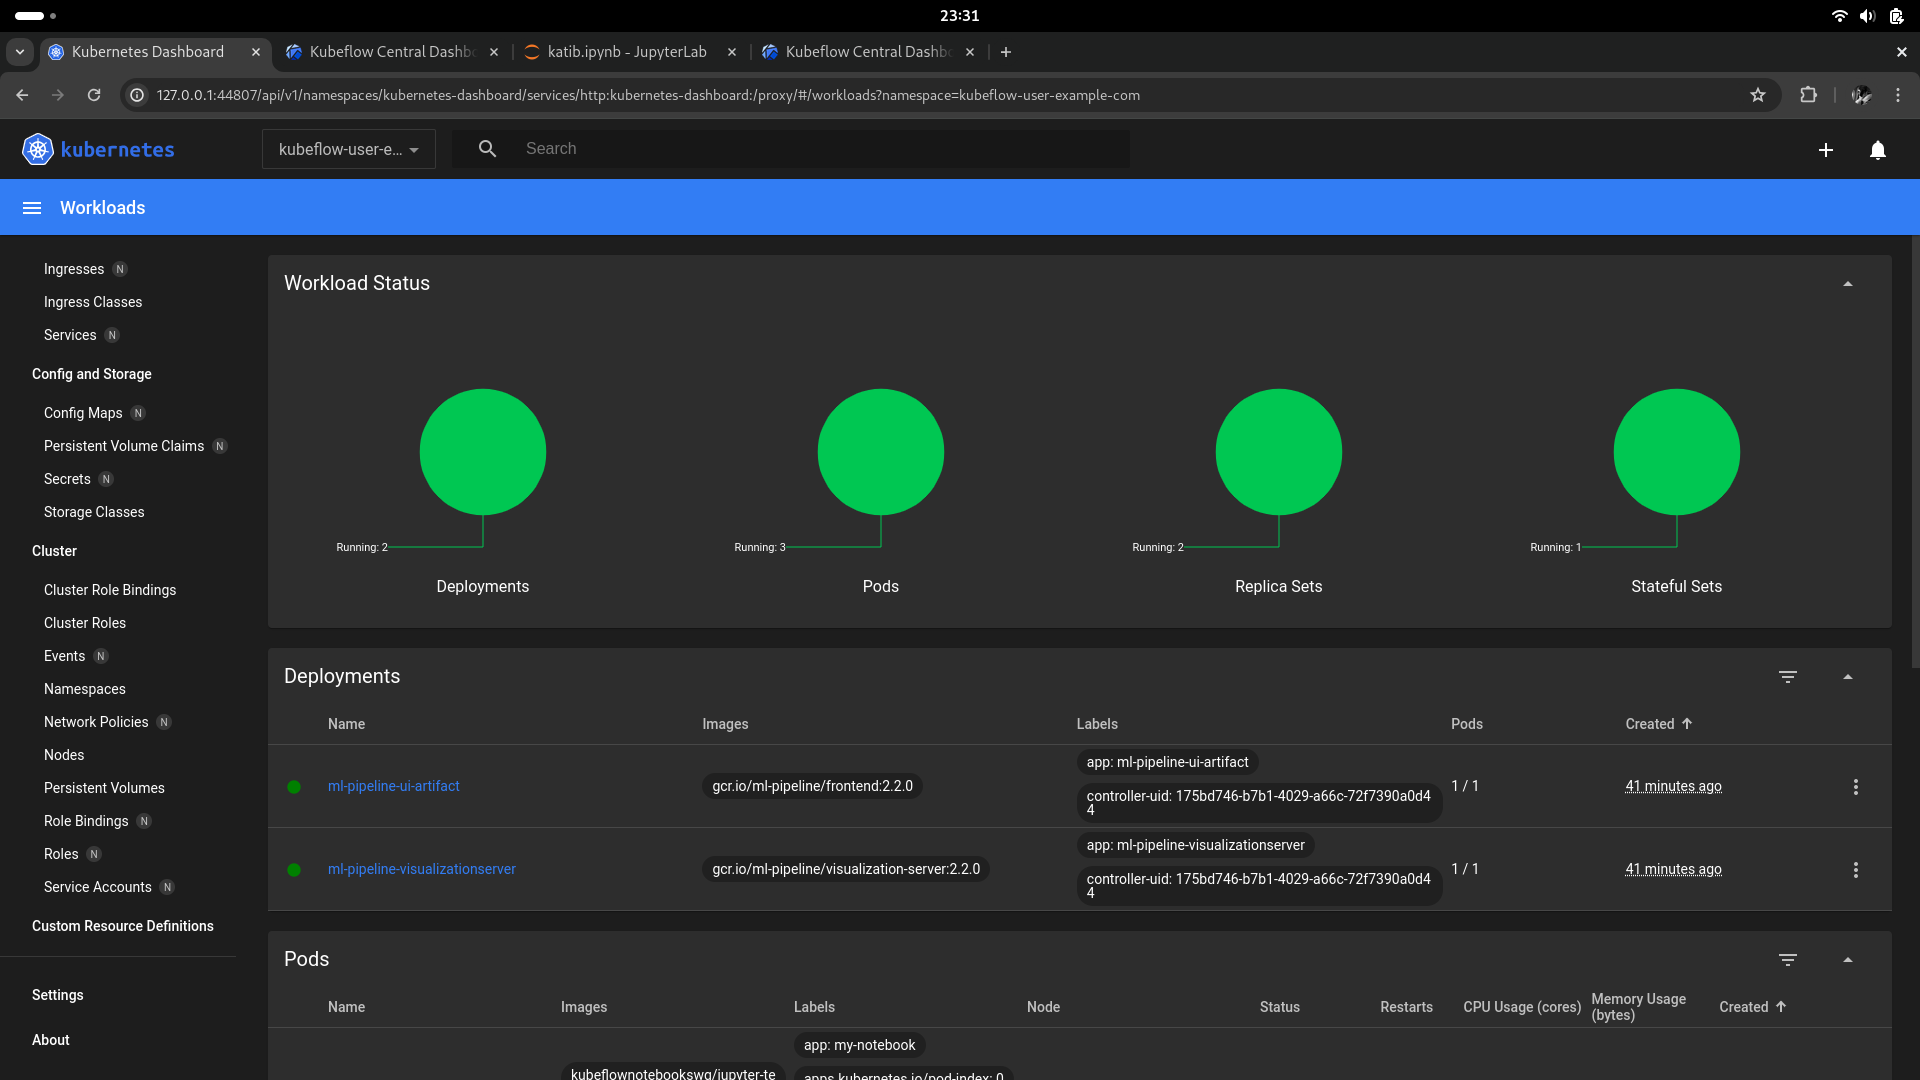 23:31
Kubernetes Dashboard
Kubeflow Central Dashb
katib.ipynb - JupyterLab
Kubeflow Central Dashb
127.0.0.1:44807/api/v1/namespaces/kubernetes-dashboard/services/http:kubernetes-dashboard:/proxy/#/workloads?namespace=kubeflow-user-example-com
kubernetes
kubeflow-user-e...
Search
Workloads
Ingresses N
Ingress Classes
Services N
Config and Storage
Config Maps N
Persistent Volume Claims N
Secrets N
Storage Classes
Cluster
Cluster Role Bindings
Cluster Roles
Events N
Namespaces
Network Policies N
Nodes
Persistent Volumes
Role Bindings N
Roles N
Service Accounts N
Custom Resource Definitions
Settings
About
Workload Status
Running: 2
Deployments
Running: 3
Pods
Running: 2
Replica Sets
Running: 1
Stateful Sets
Deployments
Name Images Labels Pods Created
ml-pipeline-ui-artifact
gcr.io/ml-pipeline/frontend:2.2.0
app: ml-pipeline-ui-artifact
controller-uid: 175bd746-b7b1-4029-a66c-72f7390a0d4
4
1 / 1
41 minutes ago
ml-pipeline-visualizationserver
gcr.io/ml-pipeline/visualization-server:2.2.0
app: ml-pipeline-visualizationserver
controller-uid: 175bd746-b7b1-4029-a66c-72f7390a0d4
4
1 / 1
41 minutes ago
Pods
Name Images Labels Node Status Restarts CPU Usage (cores) Memory Usage
(bytes) Created
app: my-notebook
kubeflownotebookswg/jupyter-te
apps.kubernetes.io/pod-index: 0